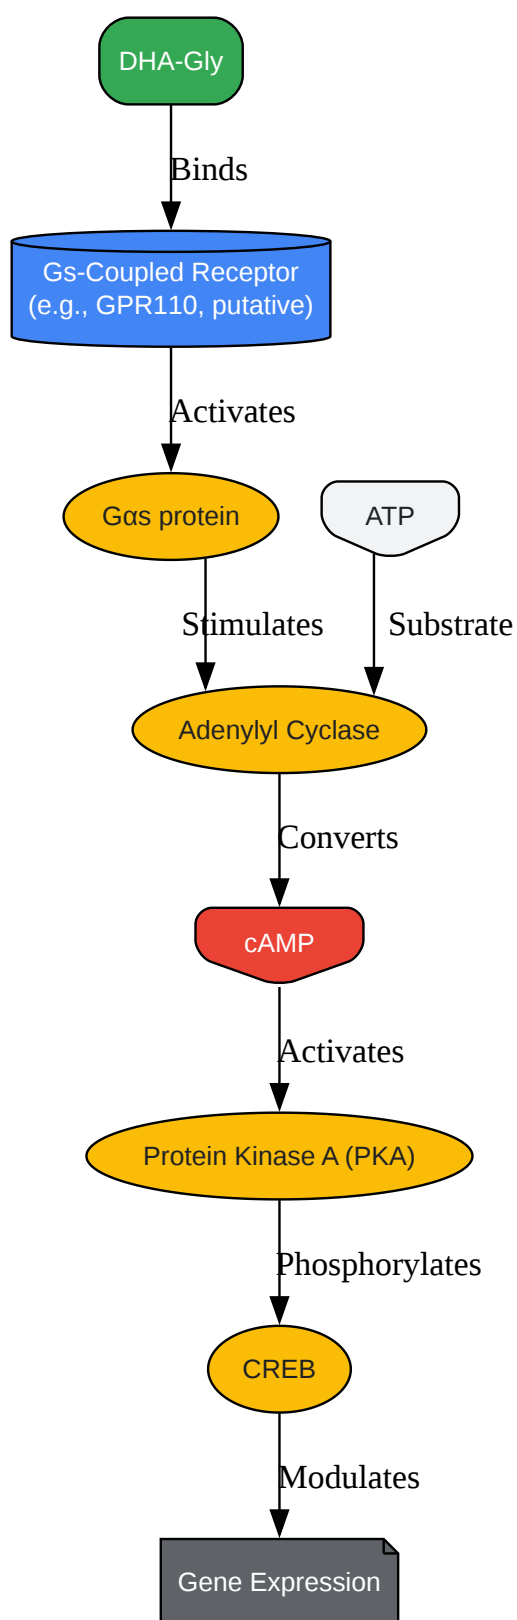 DHA-Gly
Binds
Gs-Coupled Receptor
(e.g., GPR110, putative)
Activates
Gαs protein
ATP
Stimulates
Substrate
Adenylyl Cyclase
Converts
cAMP
Activates
Protein Kinase A (PKA)
Phosphorylates
CREB
Modulates
Gene Expression